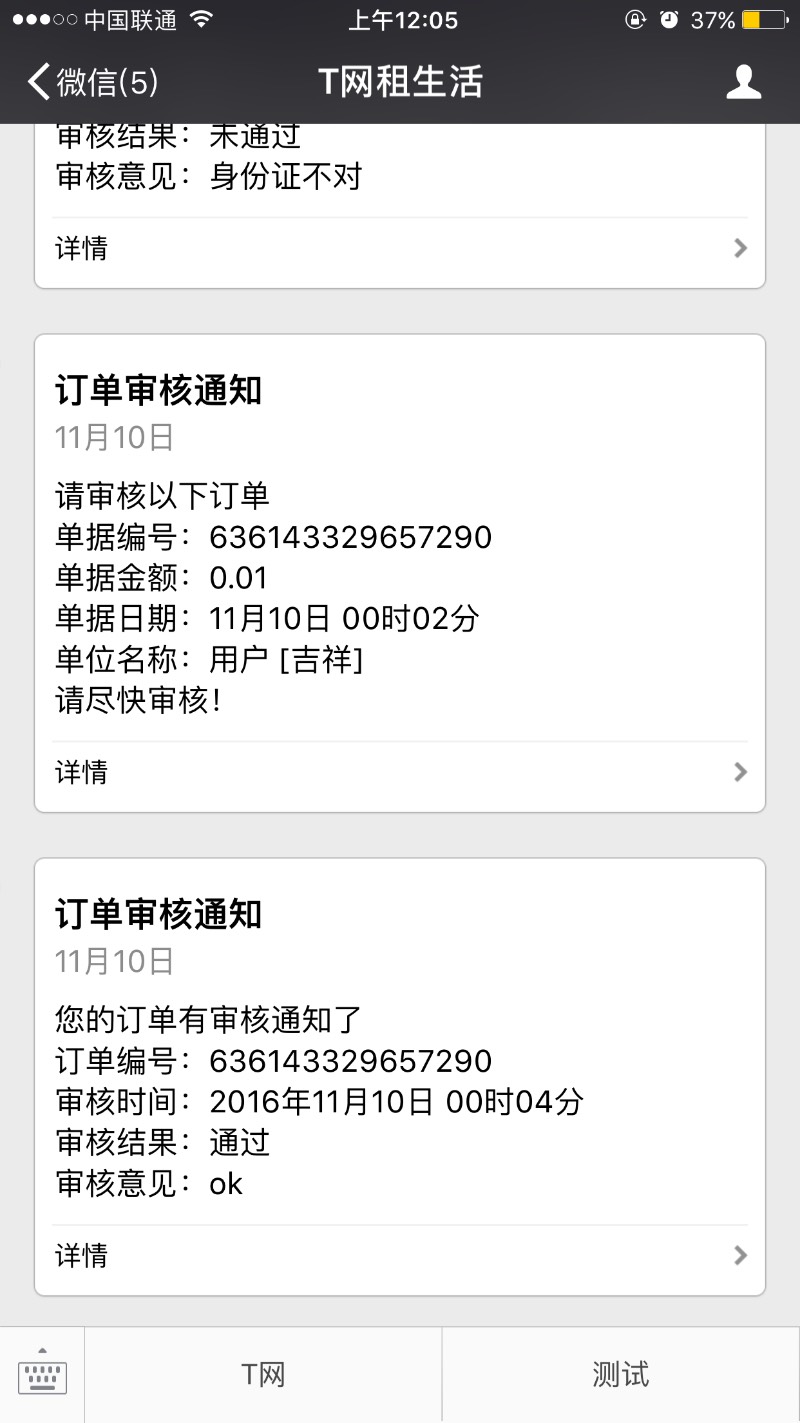 中国联通 上午12:05 37%
微信(5) T网租生活
审核结果：未通过
审核意见：身份证不对
详情
订单审核通知
11月10日
请审核以下订单
单据编号：636143329657290
单据金额：0.01
单据日期：11月10日 00时02分
单位名称：用户 [吉祥]
请尽快审核！
详情
订单审核通知
11月10日
您的订单有审核通知了
订单编号：636143329657290
审核时间：2016年11月10日 00时04分
审核结果：通过
审核意见：ok
详情
T网 测试